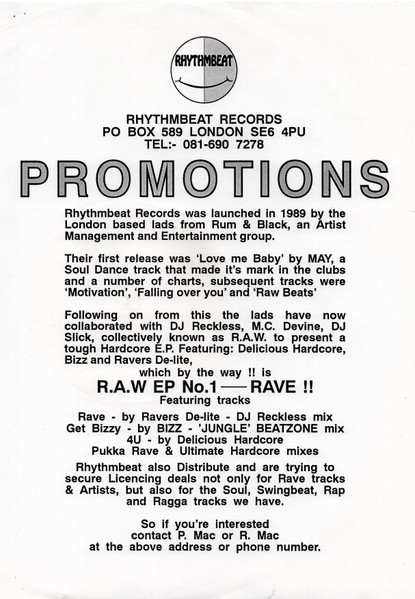 RHYTHMBEAT
RHYTHMBEAT RECORDS
PO BOX 589 LONDON SE6 4PU
TEL:- 081-690 7278
PROMOTIONS
Rhythmbeat Records was launched in 1989 by the
London based lads from Rum & Black, an Artist
Management and Entertainment group.
Their first release was ‘Love me Baby’ by MAY, a
Soul Dance track that made it’s mark in the clubs
and a number of charts, subsequent tracks were
‘Motivation’, ‘Falling over you’ and ‘Raw Beats’
Following on from this the lads have now
collaborated with DJ Reckless, M.C. Devine, DJ
Slick, collectively known as R.A.W. to present a
tough Hardcore E.P. Featuring: Delicious Hardcore,
Bizz and Ravers De-lite,
which by the way !! is
R.A.W EP No.1 — RAVE !!
Featuring tracks
Rave - by Ravers De-lite - DJ Reckless mix
Get Bizzy - by BIZZ - ’JUNGLE’ BEATZONE mix
4U - by Delicious Hardcore
Pukka Rave & Ultimate Hardcore mixes
Rhythmbeat also Distribute and are trying to
secure Licencing deals not only for Rave tracks
& Artists, but also for the Soul, Swingbeat, Rap
and Ragga tracks we have.
So if you’re interested
contact P. Mac or R. Mac
at the above address or phone number.